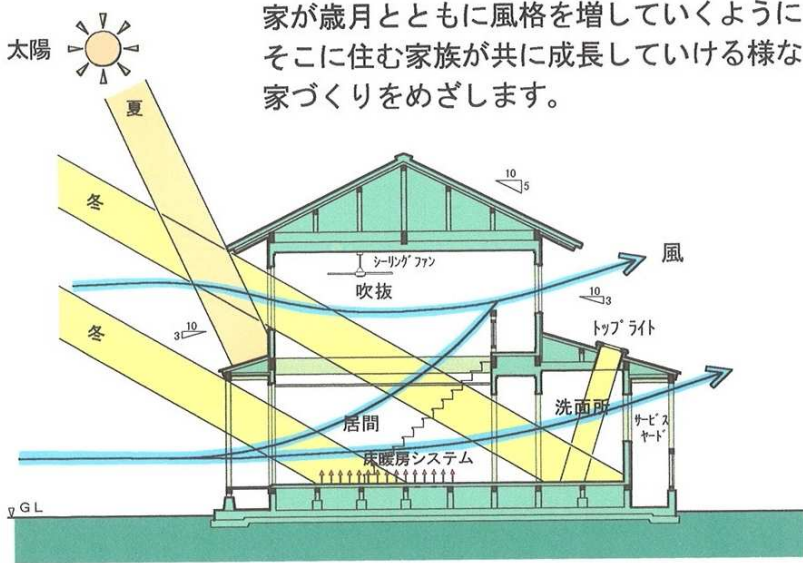 家が歳月とともに風格を増していくように
そこに住む家族が共に成長していける様な
家づくりをめざします。
太陽
夏
冬
10
5
シーリングファン
吹抜
風
10
3
冬
10
3
トップライト
居間
洗面所
サービス
ヤード
床暖房システム
GL